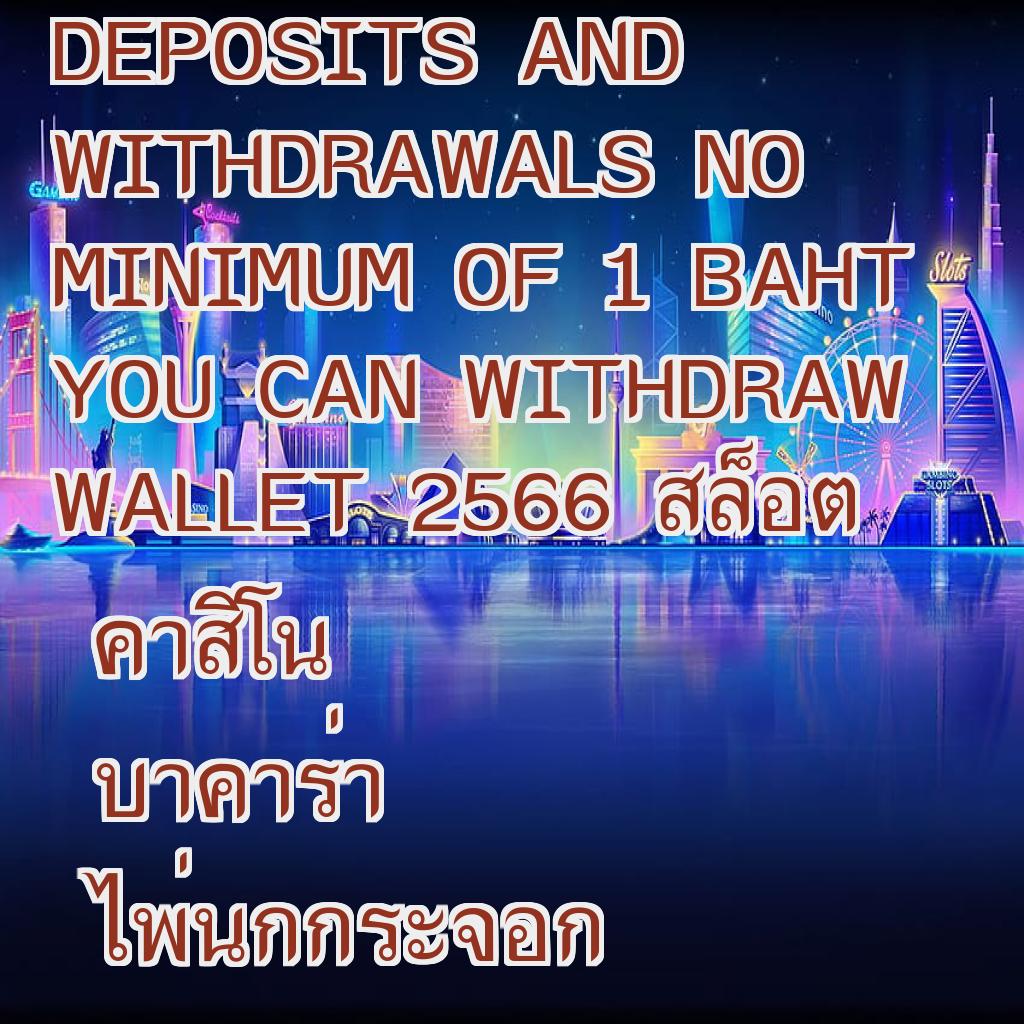 DEPOSITS AND
WITHDRAWALS NO
MINIMUM OF 1 BAHT
YOU CAN WITHDRAW
WALLET 2566 สล็อต
คาสิโน
บาคาร่า
ไพ่นกกระจอก
Cocktails
Slots